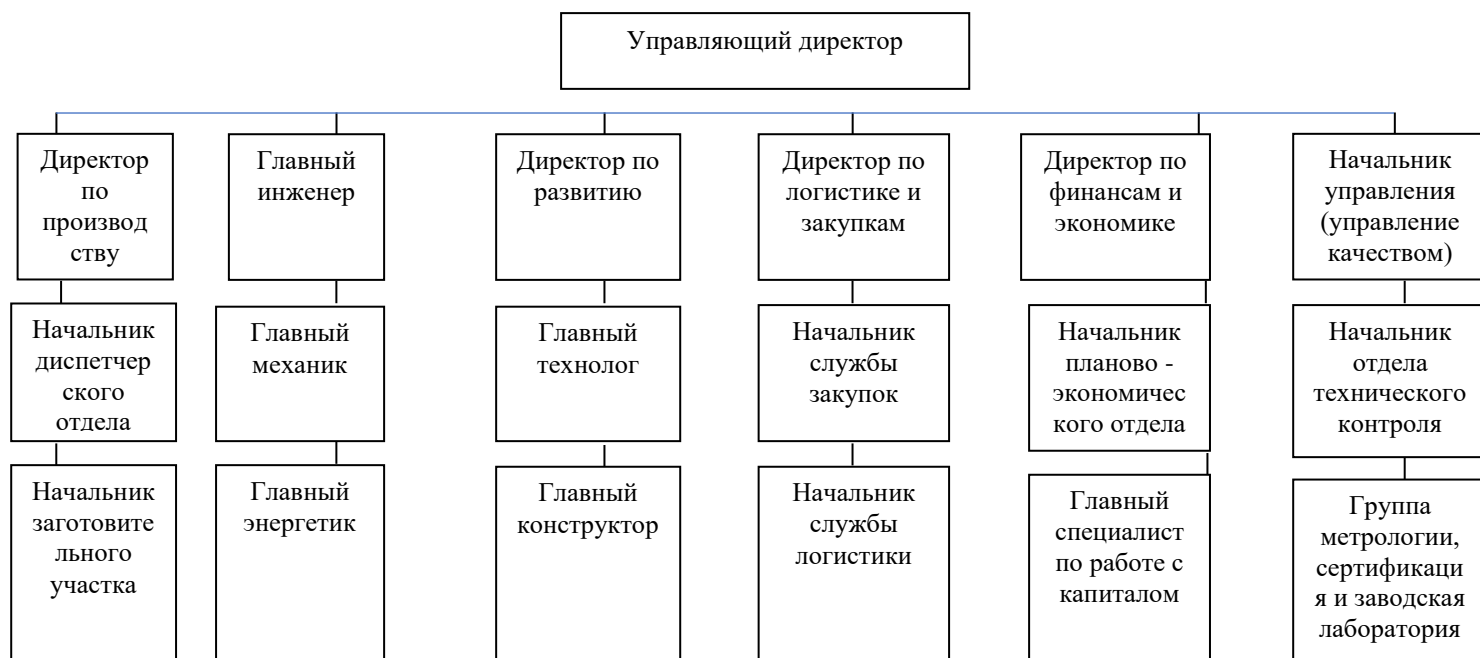 Управляющий директор
Директор
по
производ
ству
Главный
инженер
Директор по
развитию
Директор по
логистике и
закупкам
Директор по
финансам и
экономике
Начальник
управления
(управление
качеством)
Начальник
диспетчер
ского
отдела
Главный
механик
Главный
технолог
Начальник
службы
закупок
Начальник
планово -
экономичес
кого отдела
Начальник
отдела
технического
контроля
Начальник
заготовите
льного
участка
Главный
энергетик
Главный
конструктор
Начальник
службы
логистики
Главный
специалист
по работе с
капиталом
Группа
метрологии,
сертификаци
я и заводская
лаборатория